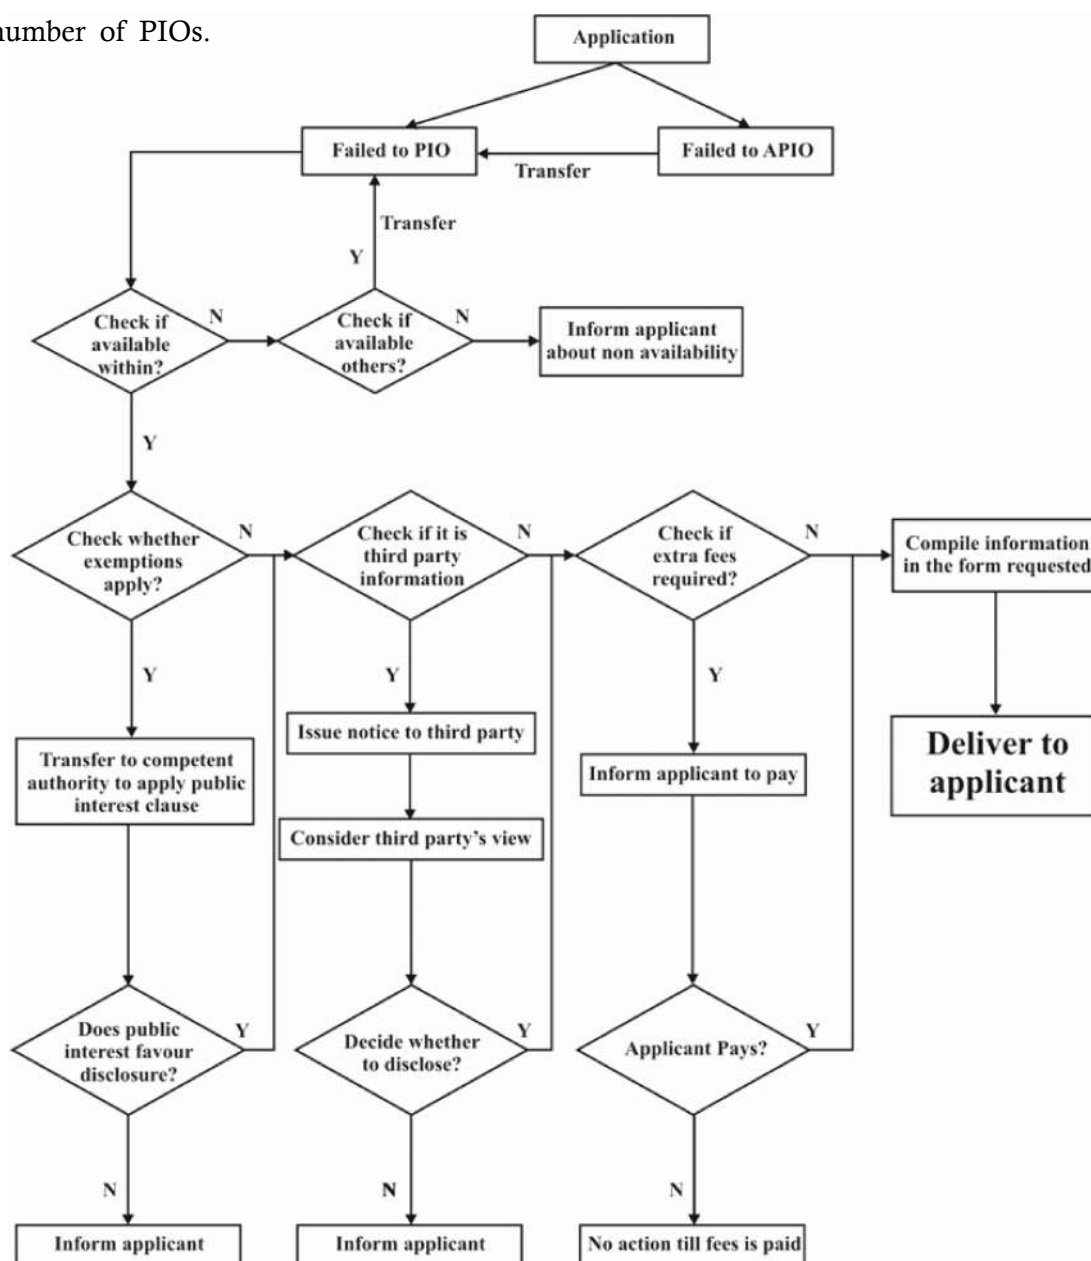 number of PIOs.
Application
Failed to PIO
Failed to APIO
Transfer
Transfer
Y
Check if
available
within?
N
Check if
available
others?
N
Inform applicant
about non availability
Y
Check whether
exemptions
apply?
N
Check if it is
third party
information
N
Check if
extra fees
required?
N
Compile information
in the form requested
Y
Y
Y
Transfer to competent
authority to apply public
interest clause
Issue notice to third party
Inform applicant to pay
Deliver to
applicant
Consider third party's view
Does public
interest favour
disclosure?
Y
Decide whether
to disclose?
Y
Applicant Pays?
Y
N
N
N
Inform applicant
Inform applicant
No action till fees is paid